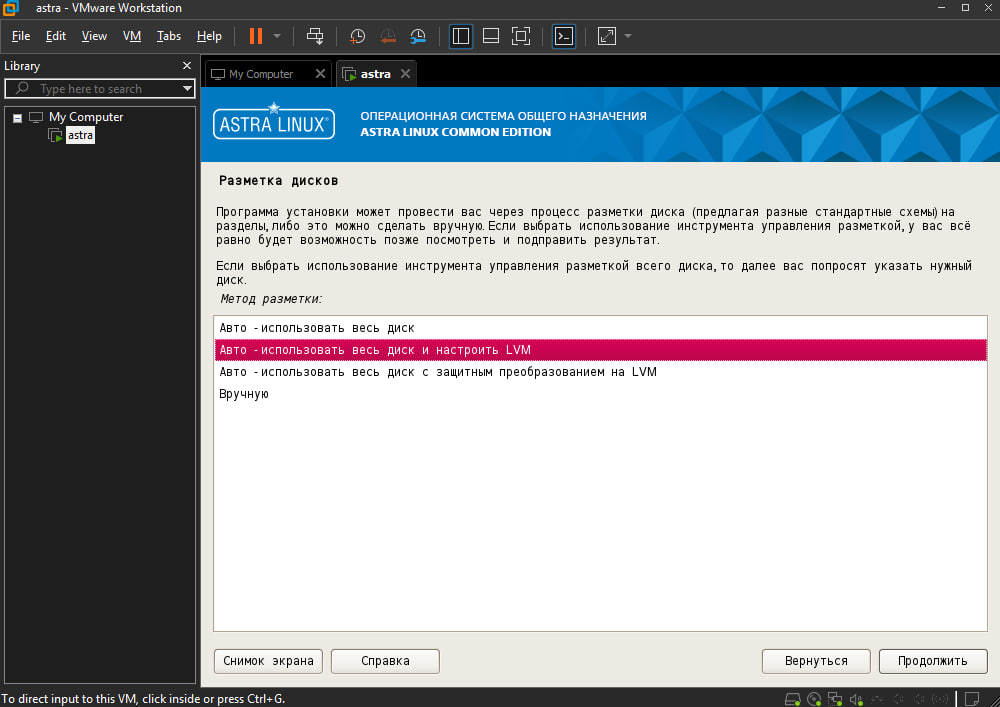 astra - VMware Workstation
File Edit View VM Tabs Help
Library
Type here to search
My Computer
astra
My Computer
astra
ASTRA LINUX®
ОПЕРАЦИОННАЯ СИСТЕМА ОБЩЕГО НАЗНАЧЕНИЯ
ASTRA LINUX COMMON EDITION
Разметка дисков
Программа установки может провести вас через процесс разметки диска (предлагая разные стандартные схемы) на
разделы, либо это можно сделать вручную. Если выбрать использование инструмента управления разметкой, у вас всё
равно будет возможность позже посмотреть и подправить результат.
Если выбрать использование инструмента управления разметкой всего диска, то далее вас попросят указать нужный
диск.
Метод разметки:
Авто - использовать весь диск
Авто - использовать весь диск и настроить LVM
Авто - использовать весь диск с защитным преобразованием на LVM
Вручную
Снимок экрана Справка Вернуться Продолжить
To direct input to this VM, click inside or press Ctrl+G.